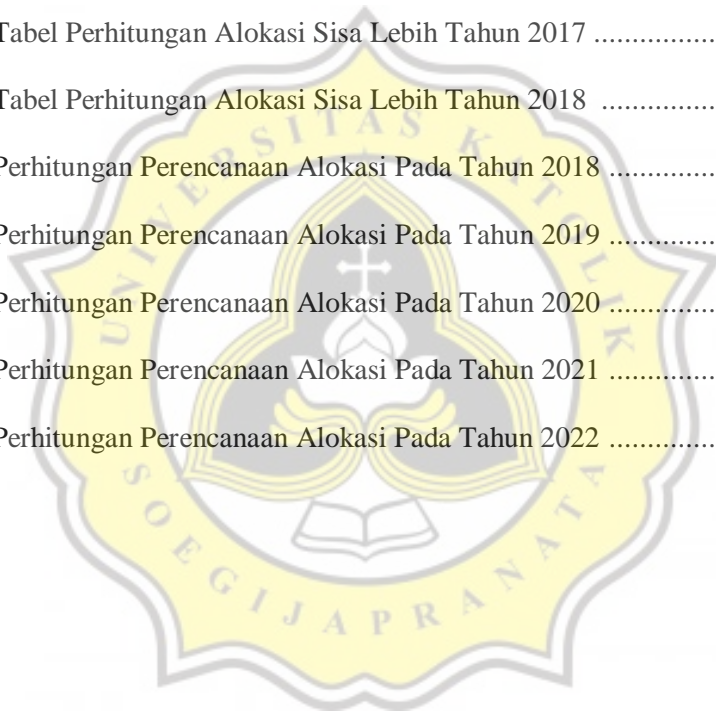 Tabel Perhitungan Alokasi Sisa Lebih Tahun 2017 ................
Tabel Perhitungan Alokasi Sisa Lebih Tahun 2018 ...............
Perhitungan Perencanaan Alokasi Pada Tahun 2018 ..............
Perhitungan Perencanaan Alokasi Pada Tahun 2019 ..............
Perhitungan Perencanaan Alokasi Pada Tahun 2020 ..............
Perhitungan Perencanaan Alokasi Pada Tahun 2021 ..............
Perhitungan Perencanaan Alokasi Pada Tahun 2022 ..............
UNIVERSITAS KATOLIK
SOEGIJAPRANATA